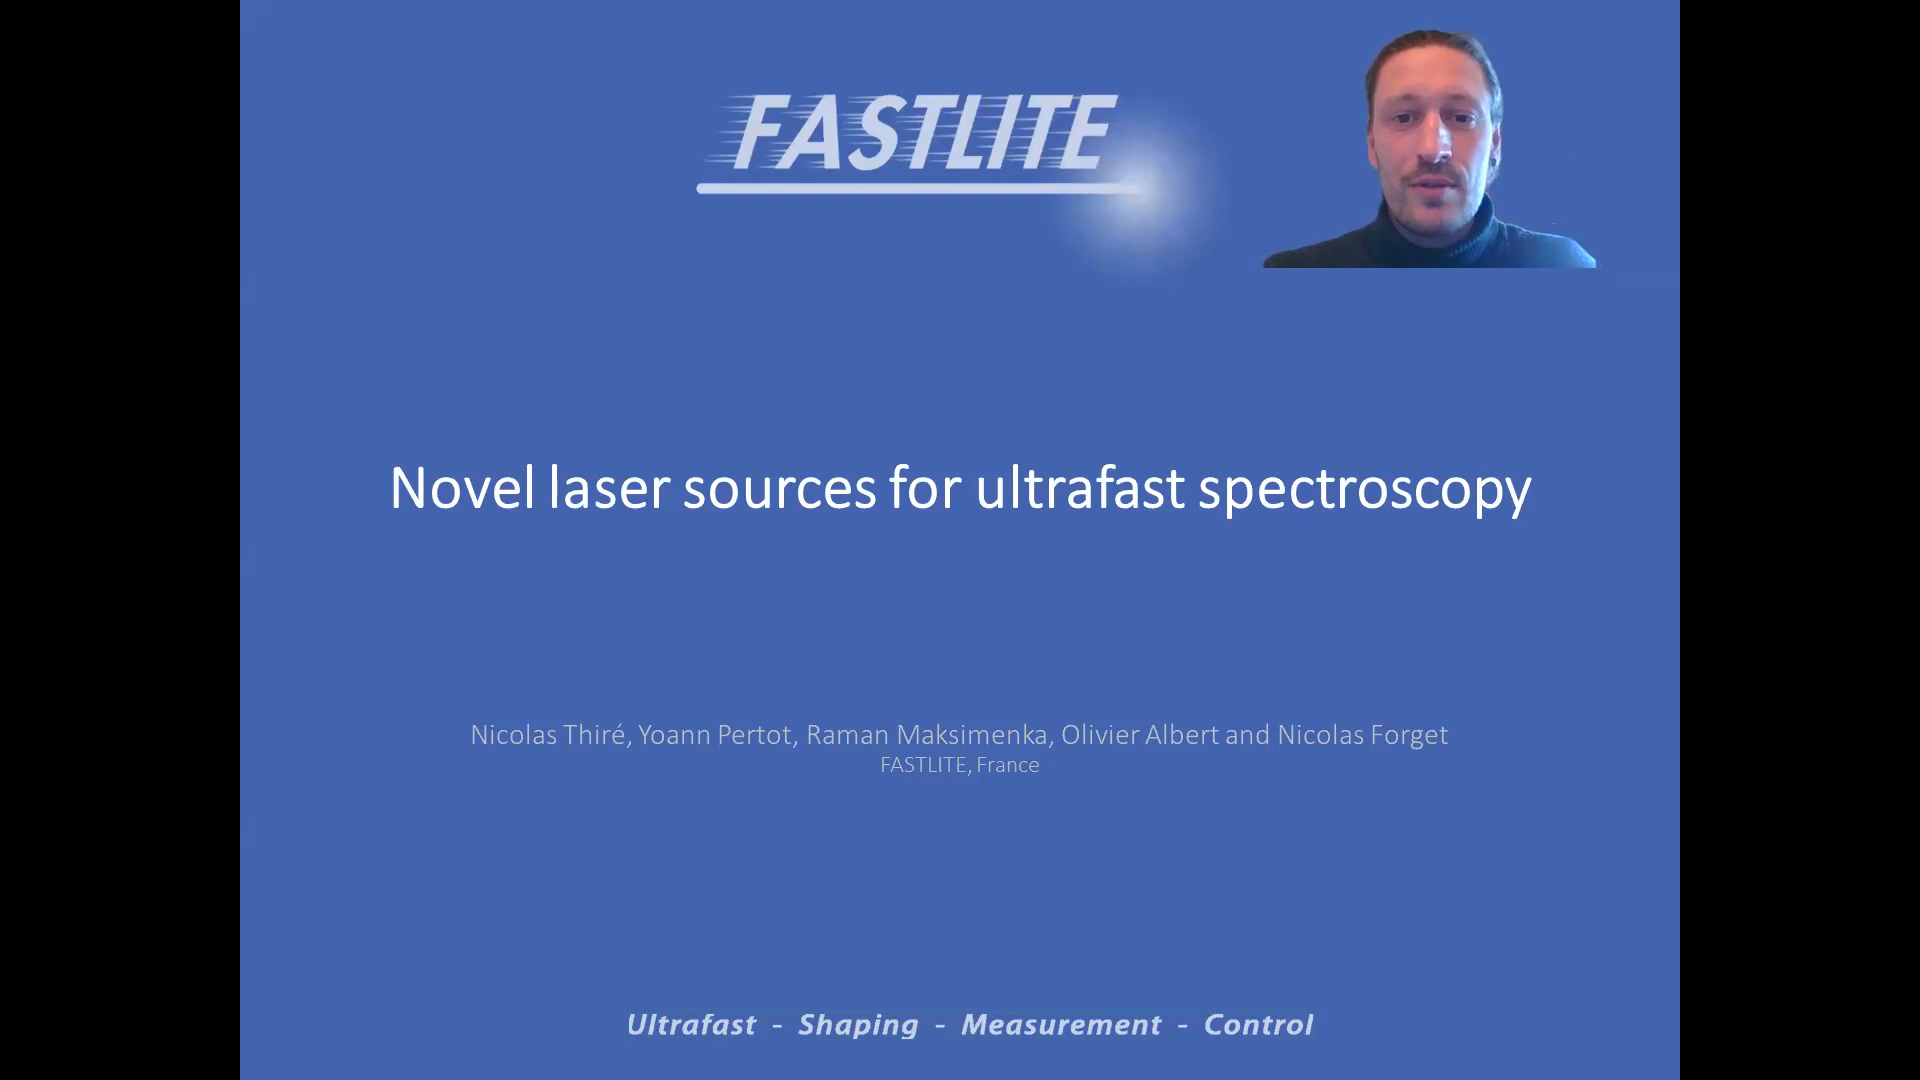 FASTLITE
Novel laser sources for ultrafast spectroscopy
Nicolas Thiré, Yoann Pertot, Raman Maksimenka, Olivier Albert and Nicolas Forget
FASTLITE, France
Ultrafast - Shaping - Measurement - Control